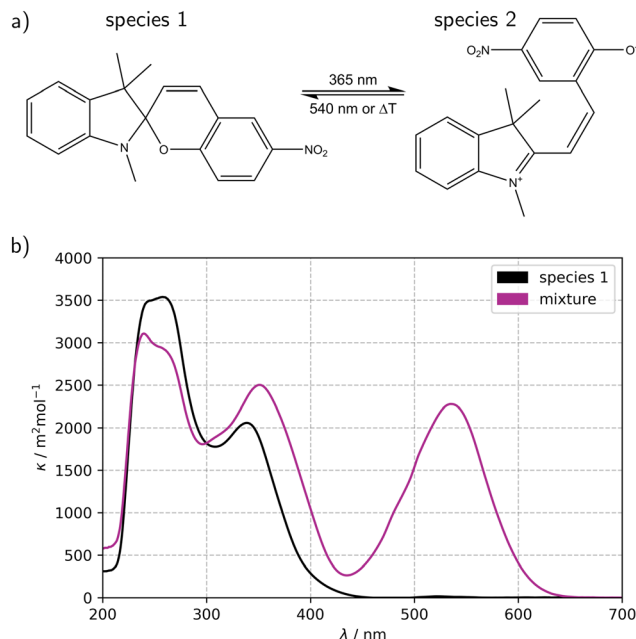 a) species 1 species 2
O₂N O⁻
365 nm
540 nm or ΔT
N O NO₂
N⁺
b)
4000
3500
3000
2500
2000
1500
1000
500
0
κ / m²mol⁻¹
species 1
mixture
200 300 400 500 600 700
λ / nm